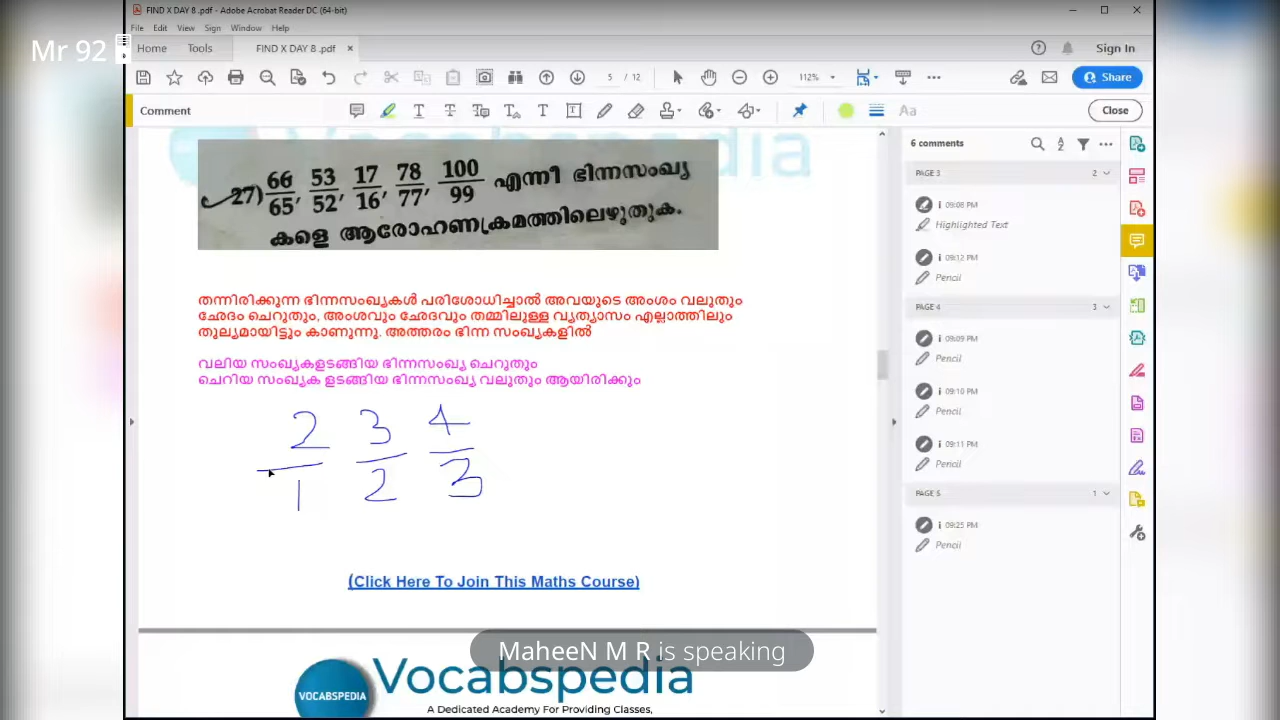 FIND X DAY 8 .pdf - Adobe Acrobat Reader DC (64-bit)
File Edit View Sign Window Help
Mr 92
Home Tools FIND X DAY 8 .pdf × Sign In
5 / 12 112% Share
Comment Close
27) 66/65, 53/52, 17/16, 78/77, 100/99 എന്നീ ഭിന്നസംഖ്യ
കളെ ആരോഹണക്രമത്തിലെഴുതുക.
തന്നിരിക്കുന്ന ഭിന്നസംഖ്യകൾ പരിശോധിച്ചാൽ അവയുടെ അംശം വലുതും
ഛേദം ചെറുതും, അംശവും ഛേദവും തമ്മിലുള്ള വ്യത്യാസം എല്ലാത്തിലും
തുല്യമായിട്ടും കാണുന്നു. അത്തരം ഭിന്ന സംഖ്യകളിൽ
വലിയ സംഖ്യകളടങ്ങിയ ഭിന്നസംഖ്യ ചെറുതും
ചെറിയ സംഖ്യക ളടങ്ങിയ ഭിന്നസംഖ്യ വലുതും ആയിരിക്കും
2 3 4
1 2 3
(Click Here To Join This Maths Course)
MaheeN M R is speaking
VOCABSPEDIA Vocabspedia
A Dedicated Academy For Providing Classes,
6 comments
PAGE 3 2
i 09:08 PM
Highlighted Text
i 09:12 PM
Pencil
PAGE 4 3
i 09:09 PM
Pencil
i 09:10 PM
Pencil
i 09:11 PM
Pencil
PAGE 5 1
i 09:25 PM
Pencil